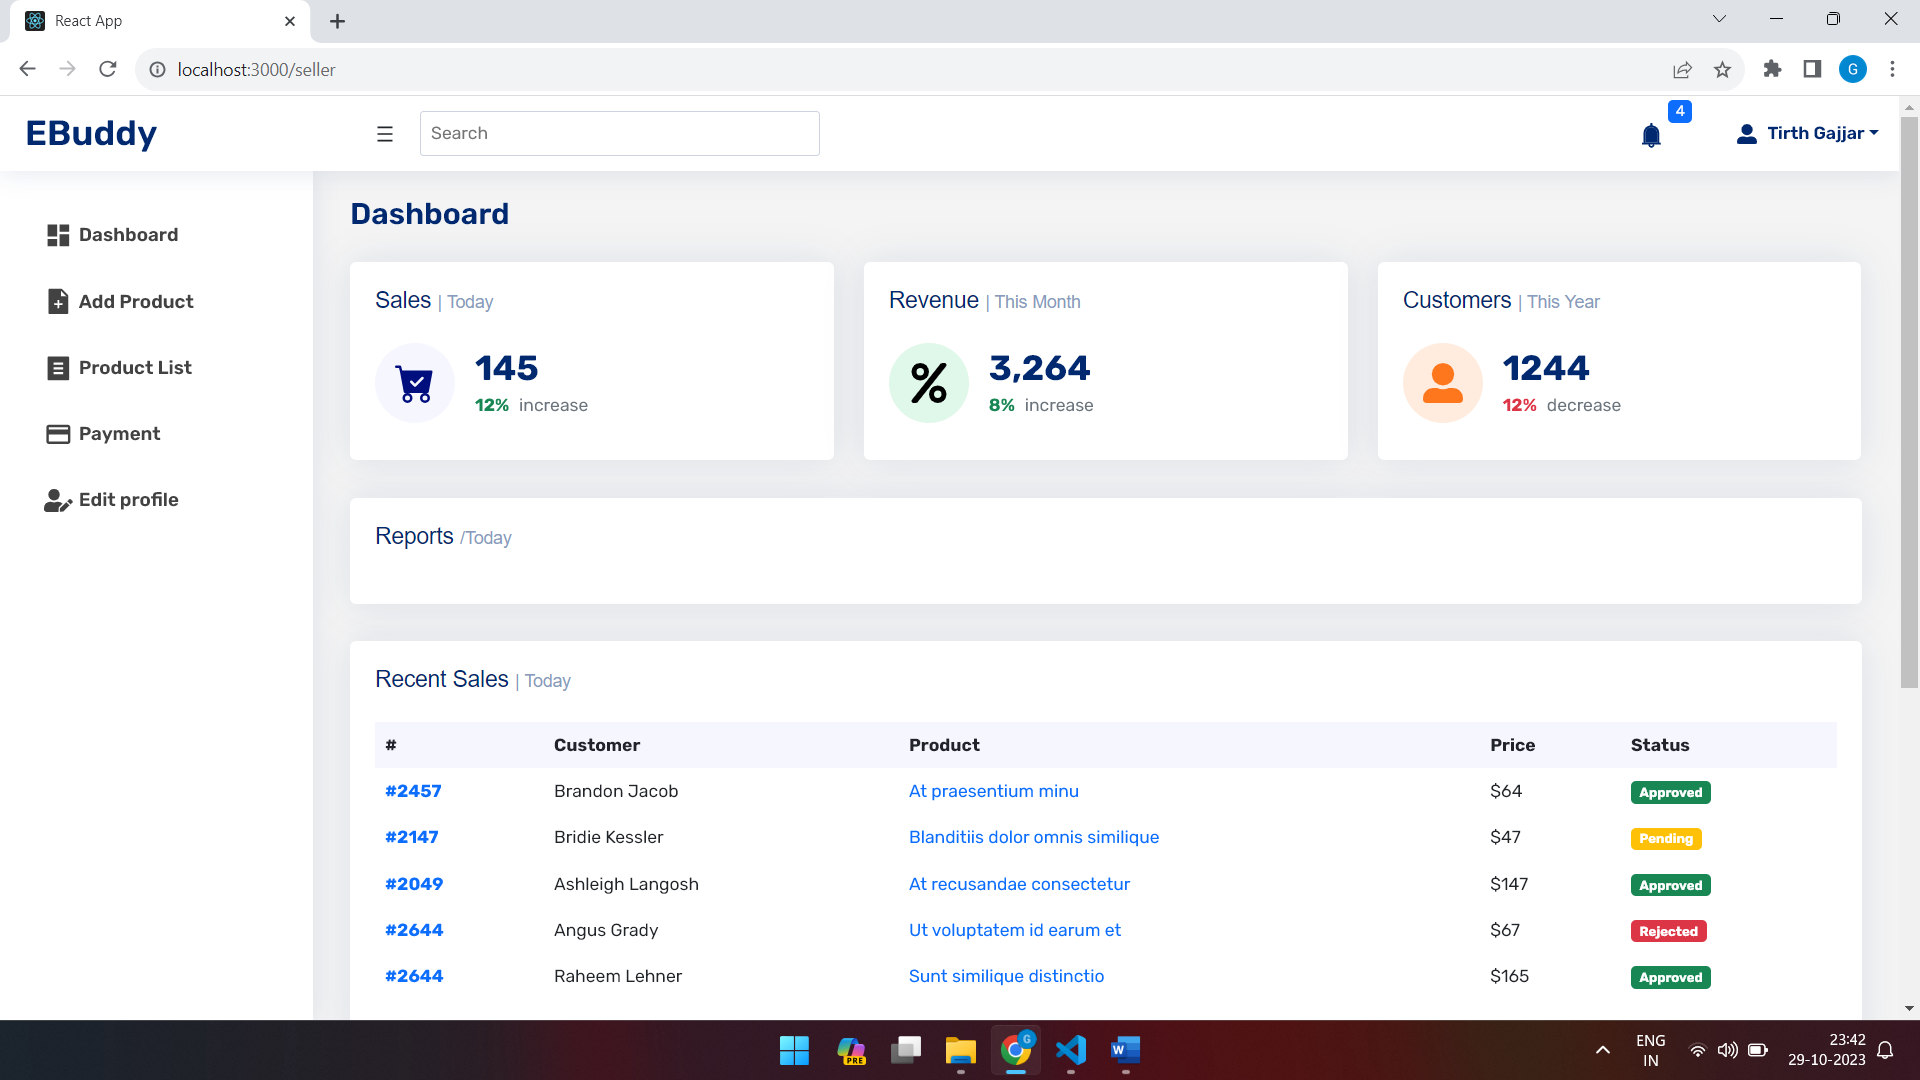 React App
localhost:3000/seller
G
EBuddy
Search
4
Tirth Gajjar
Dashboard
Add Product
Product List
Payment
Edit profile
Dashboard
Sales | Today
145
12% increase
Revenue | This Month
3,264
8% increase
Customers | This Year
1244
12% decrease
Reports /Today
Recent Sales | Today
# Customer Product Price Status
#2457 Brandon Jacob At praesentium minu $64 Approved
#2147 Bridie Kessler Blanditiis dolor omnis similique $47 Pending
#2049 Ashleigh Langosh At recusandae consectetur $147 Approved
#2644 Angus Grady Ut voluptatem id earum et $67 Rejected
#2644 Raheem Lehner Sunt similique distinctio $165 Approved
PRE
G
W
ENG
IN
23:42
29-10-2023